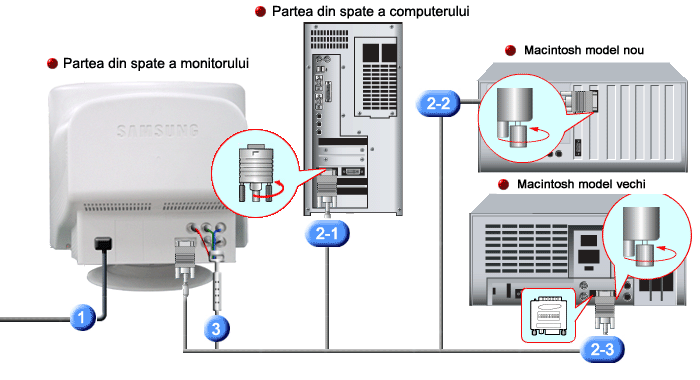 Partea din spate a computerului
Partea din spate a monitorului
Macintosh model nou
SAMSUNG
2-2
Macintosh model vechi
2-1
1
3
2-3